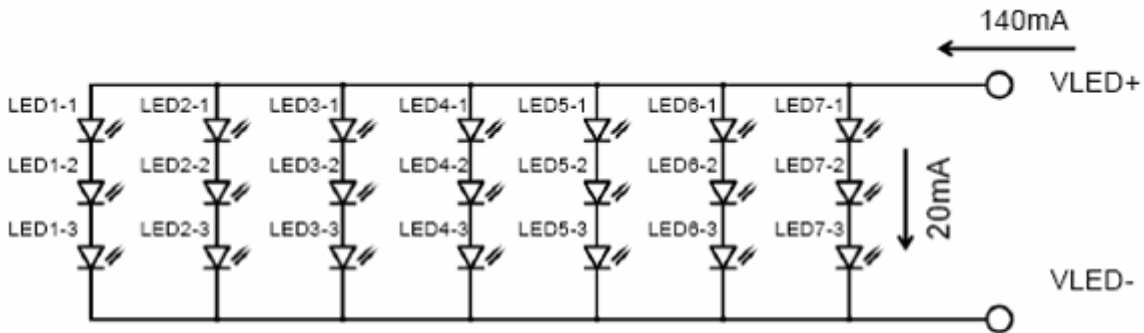 140mA
VLED+
LED1-1 LED2-1 LED3-1 LED4-1 LED5-1 LED6-1 LED7-1
LED1-2 LED2-2 LED3-2 LED4-2 LED5-2 LED6-2 LED7-2
20mA
LED1-3 LED2-3 LED3-3 LED4-3 LED5-3 LED6-3 LED7-3
VLED-